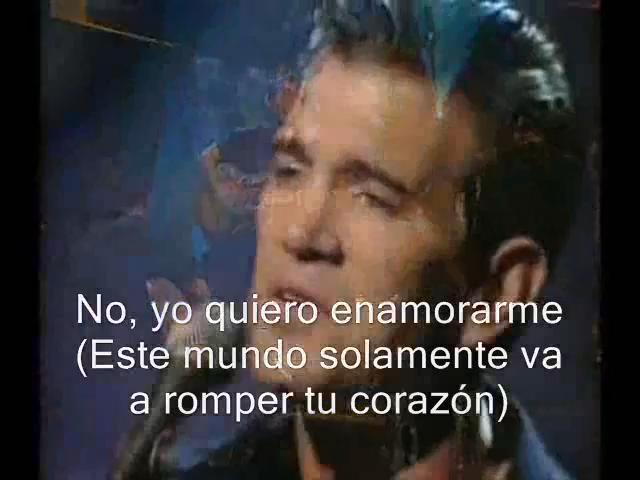 No, yo quiero enamorarme
(Este mundo solamente va
a romper tu corazón)